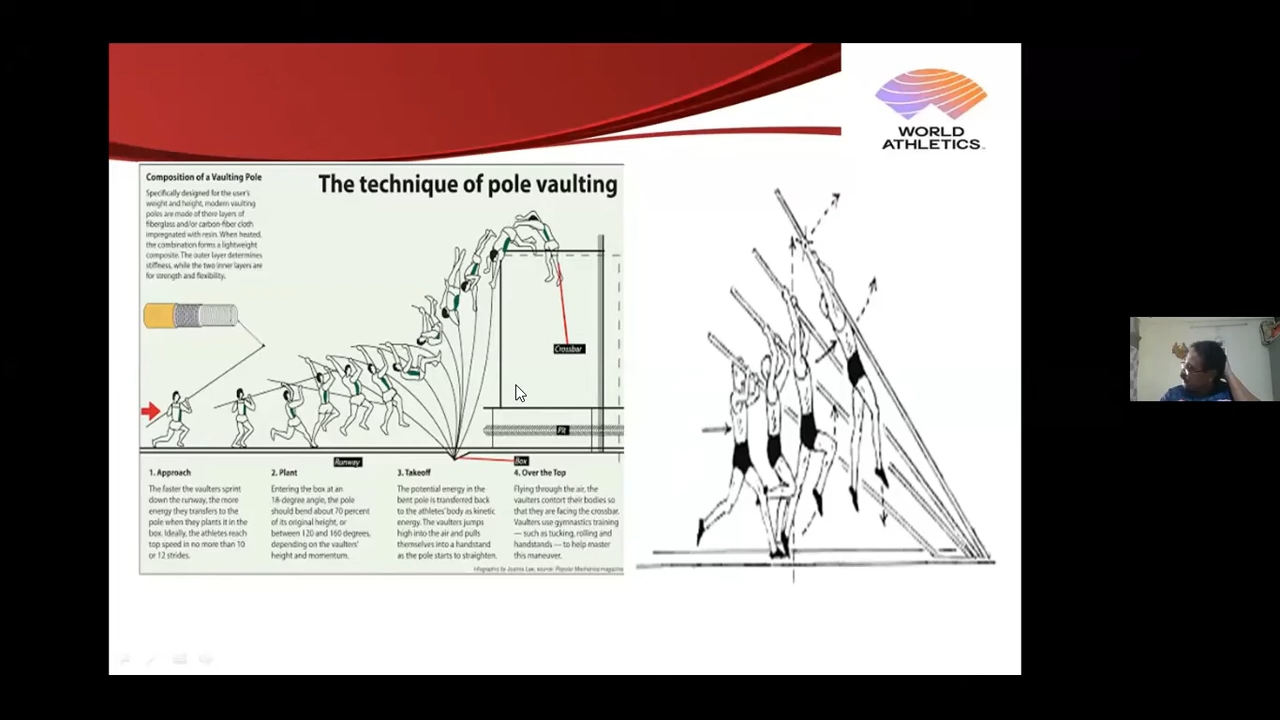 WORLD
ATHLETICS
Composition of a Vaulting Pole
Specifically designed for the user's
weight and height, modern vaulting
poles are made of there layers of
fiberglass and/or carbon-fiber cloth
impregnated with resin. When heated,
the combination forms a lightweight
composite. The outer layer determines
stiffness, while the two inner layers are
for strength and flexibility.
The technique of pole vaulting
Crossbar
Pit
Runway
Box
1. Approach
The faster the vaulters sprint
down the runway, the more
energy they transfers to the
pole when they plants it in the
box. Ideally, the athletes reach
top speed in no more than 10
or 12 strides.
2. Plant
Entering the box at an
18-degree angle, the pole
should bend about 70 percent
of its original height, or
between 120 and 160 degrees,
depending on the vaulters'
height and momentum.
3. Takeoff
The potential energy in the
bent pole is transferred back
to the athletes'body as kinetic
energy. The vaulters jumps
high into the air and pulls
themselves into a handstand
as the pole starts to straighten.
4. Over the Top
Flying through the air, the
vaulters contort their bodies so
that they are facing the crossbar.
Vaulters use gymnastics training
— such as tucking, rolling and
handstands — to help master
this maneuver.
Infographic by Joanna Law, source: Popular Mechanics magazine